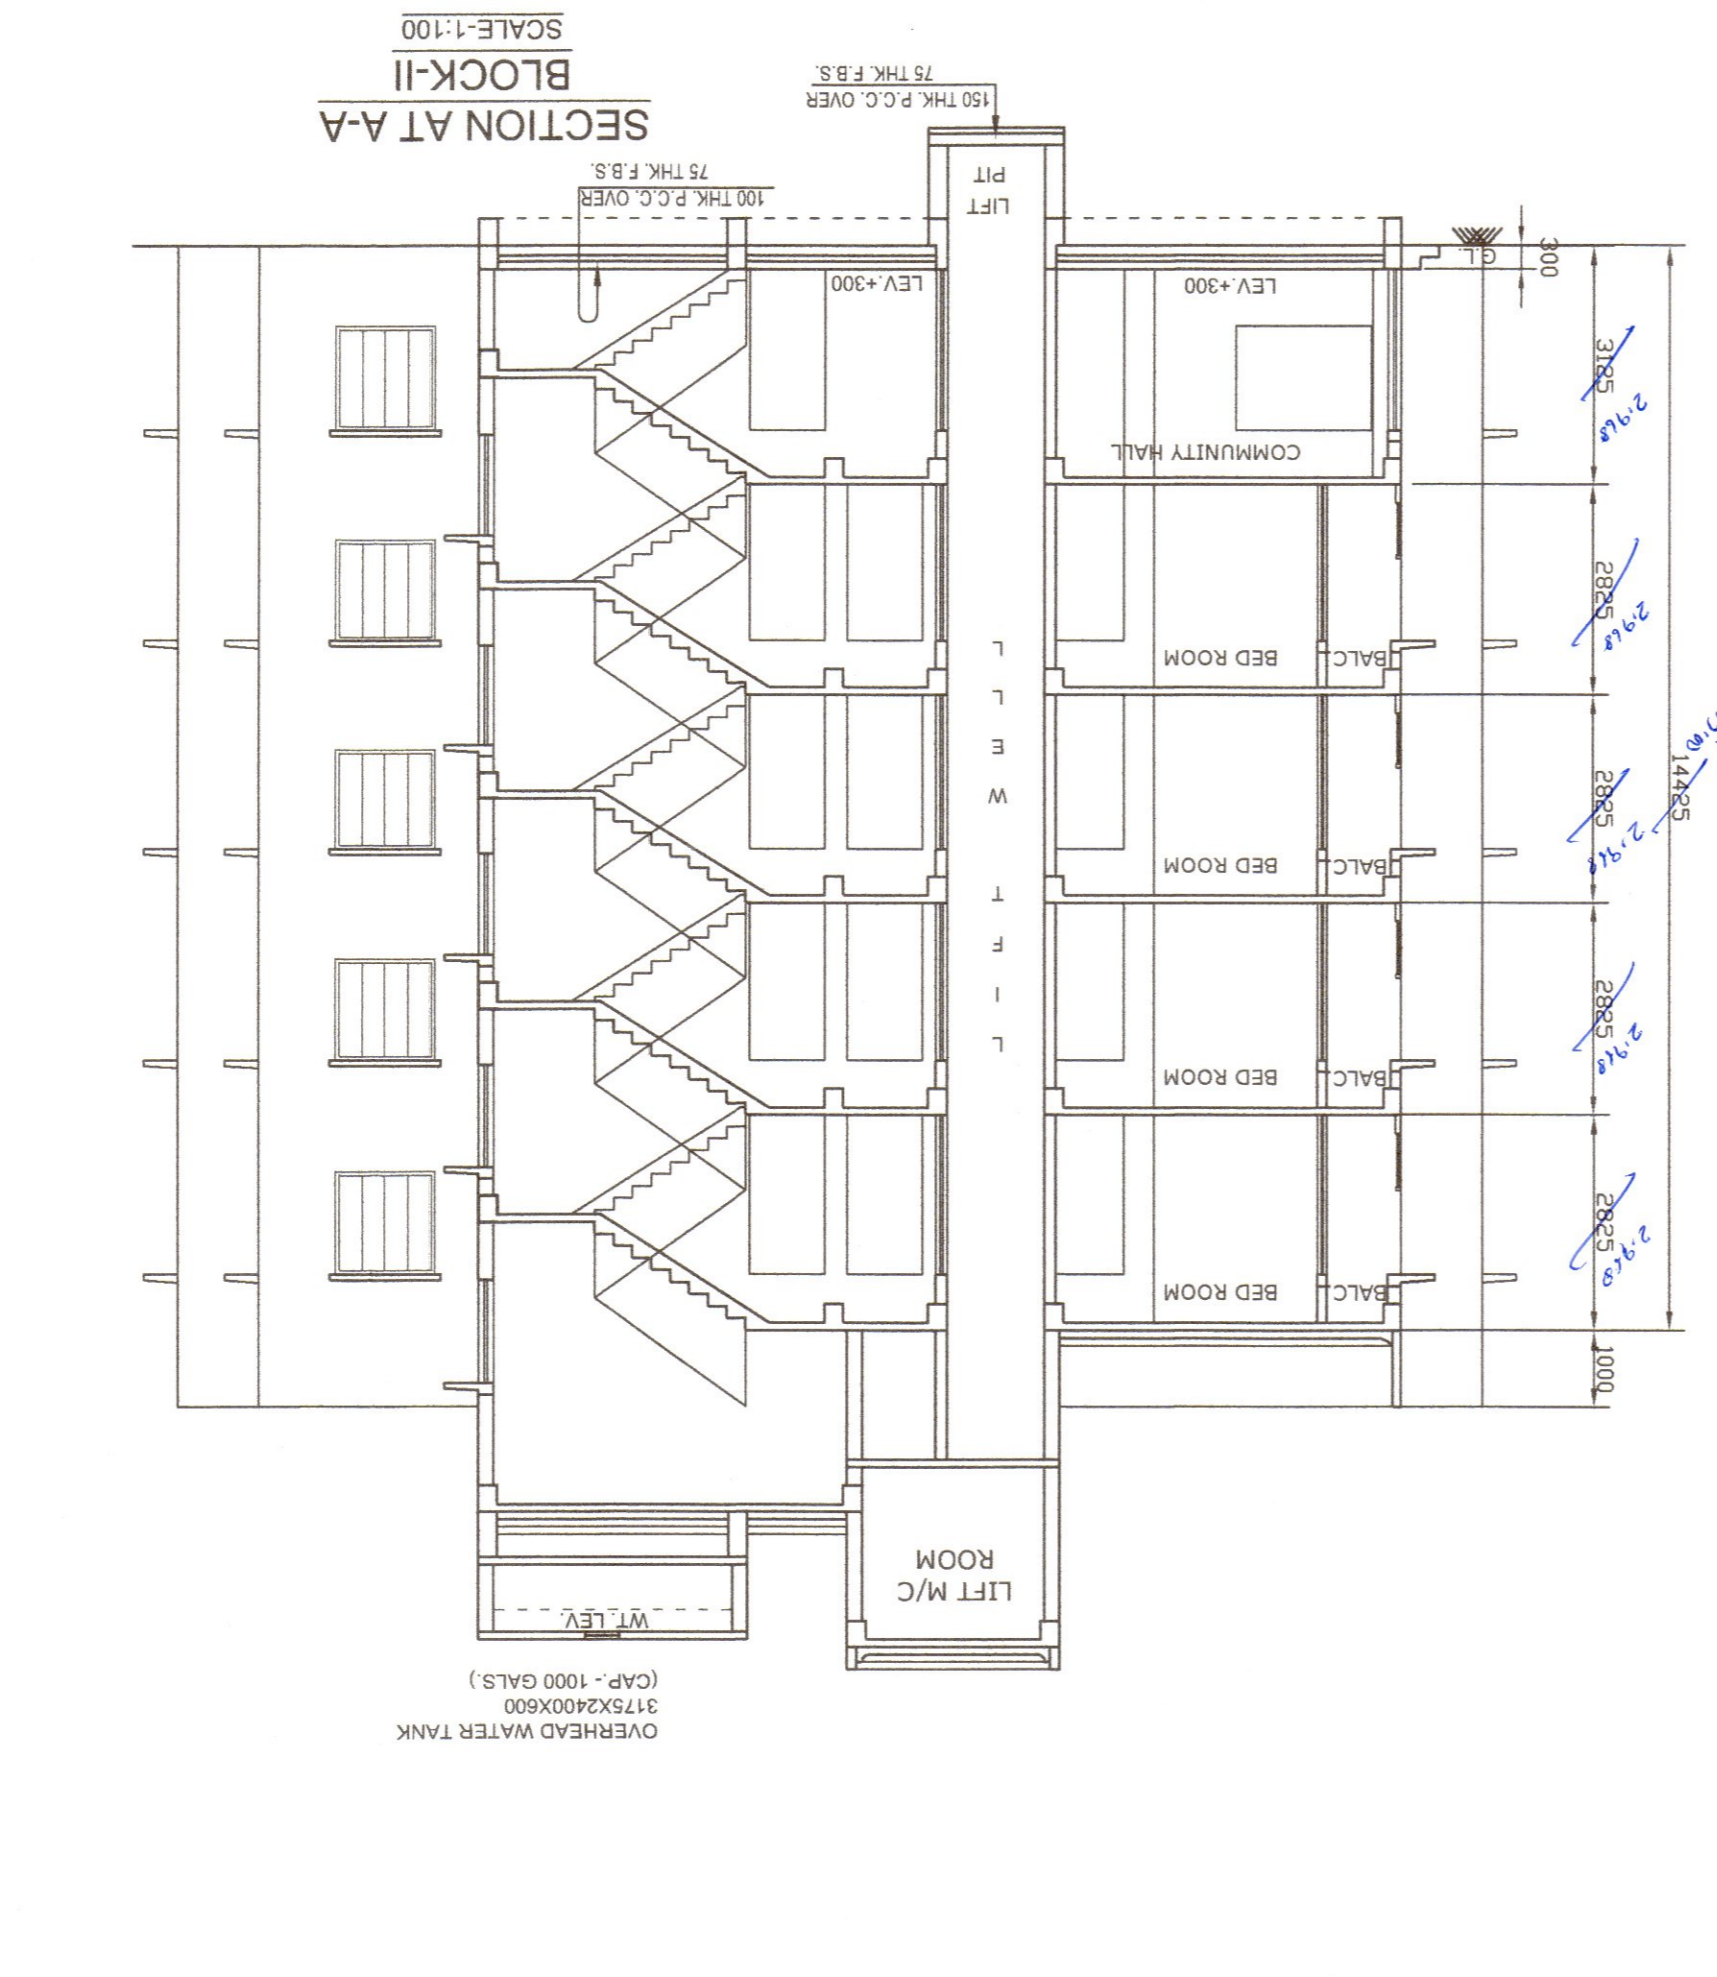 OVERHEAD WATER TANK
3175X2400X600
(CAP.- 1000 GALS.)
WT. LEV.
LIFT M/C
ROOM
1000
BALC.
BED ROOM
2825
2.968
BALC.
BED ROOM
2825
2.968
BALC.
BED ROOM
2825
2.968
14425
BALC.
BED ROOM
2825
2.968
L I F T W E L L
COMMUNITY HALL
3125
2.968
LEV.+300
LEV.+300
G.L.
300
LIFT
PIT
100 THK. P.C.C. OVER
75 THK. F.B.S.
150 THK. P.C.C. OVER
75 THK. F.B.S.
SECTION AT A-A
BLOCK-II
SCALE-1:100